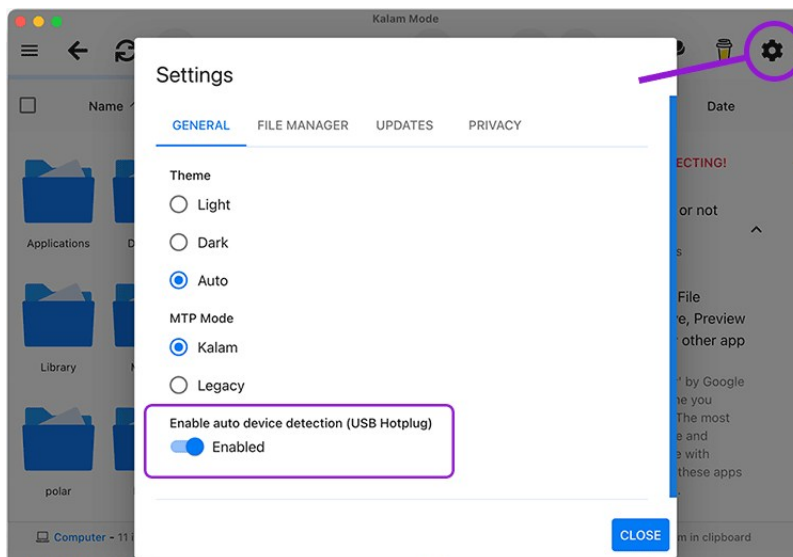 Kalam Mode
Settings
Name
Date
GENERAL
FILE MANAGER
UPDATES
PRIVACY
ECTING!
Theme
Light
or not
Applications
D
Dark
s
Auto
File
MTP Mode
e, Preview
Kalam
other app
Library
Legacy
r' by Google
ne you
The most
e and
e with
these apps
Enable auto device detection (USB Hotplug)
Enabled
polar
Computer - 11 i
CLOSE
m in clipboard